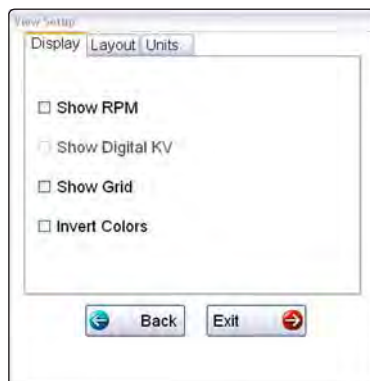 View Setup
Display Layout Units
Show RPM
Show Digital KV
Show Grid
Invert Colors
Back Exit